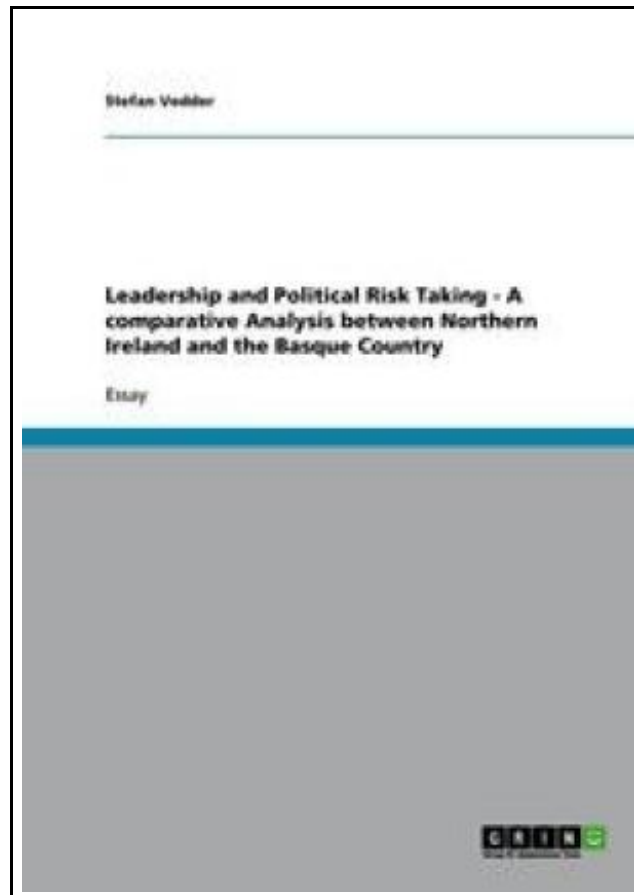 Stefan Vedder
Leadership and Political Risk Taking - A
comparative Analysis between Northern
Ireland and the Basque Country
Essay
GRIN